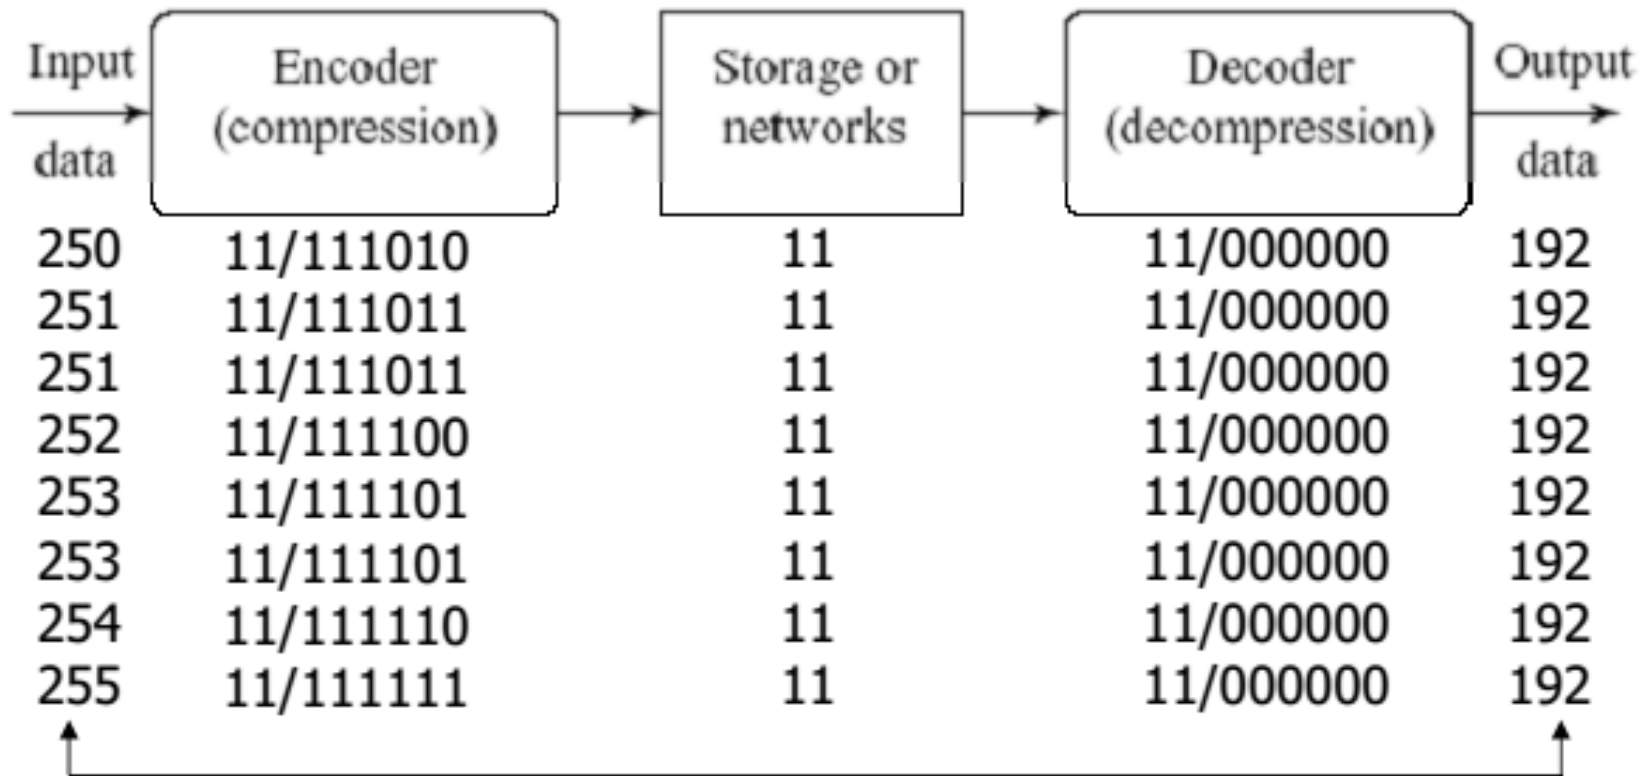 Input data
Encoder
(compression)
Storage or
networks
Decoder
(decompression)
Output data
250 11/111010 11 11/000000 192
251 11/111011 11 11/000000 192
251 11/111011 11 11/000000 192
252 11/111100 11 11/000000 192
253 11/111101 11 11/000000 192
253 11/111101 11 11/000000 192
254 11/111110 11 11/000000 192
255 11/111111 11 11/000000 192